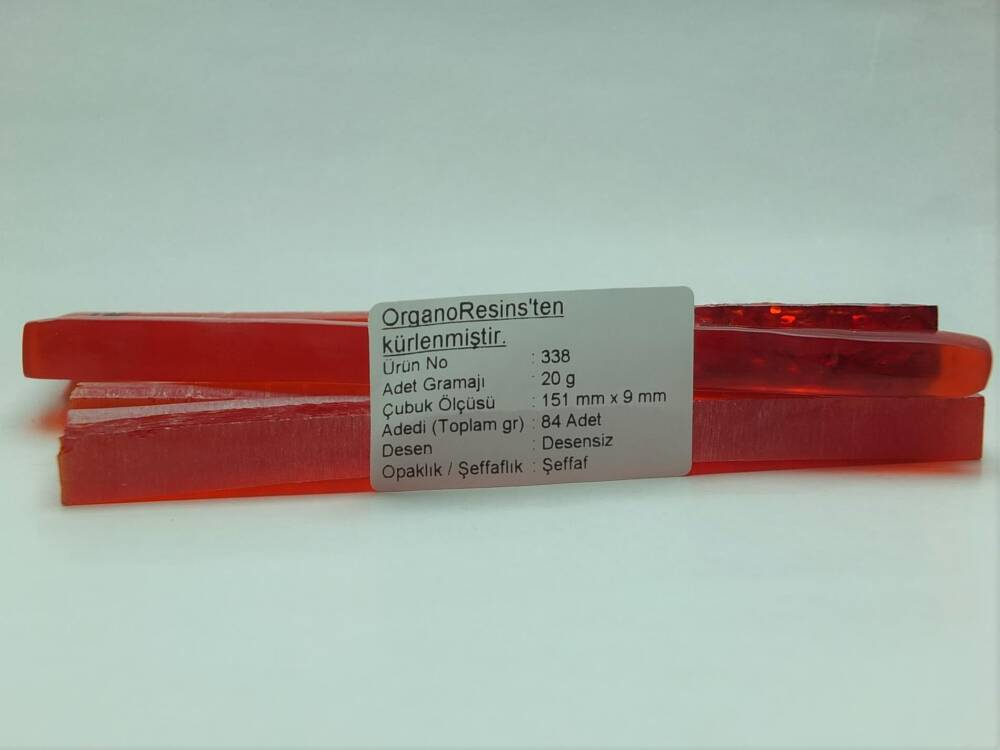 OrganoResins'ten
kürlenmiştir.
Ürün No : 338
Adet Gramajı : 20 g
Çubuk Ölçüsü : 151 mm x 9 mm
Adedi (Toplam gr) : 84 Adet
Desen : Desensiz
Opaklık / Şeffaflık : Şeffaf